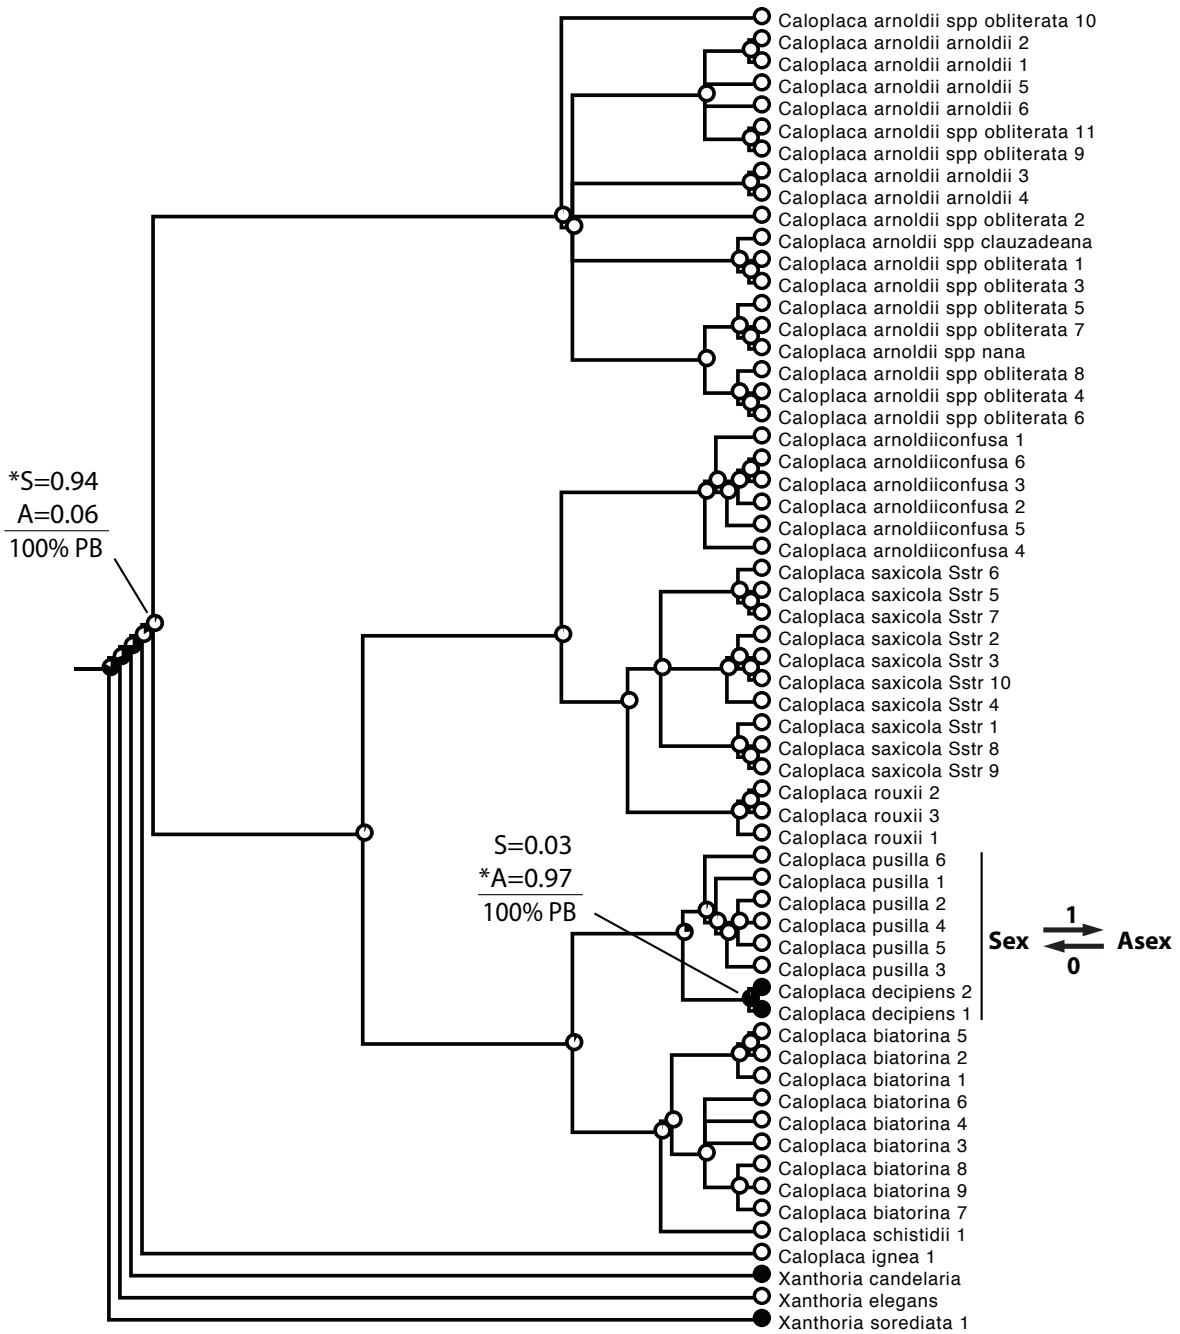 Caloplaca arnoldii spp obliterata 10
Caloplaca arnoldii arnoldii 2
Caloplaca arnoldii arnoldii 1
Caloplaca arnoldii arnoldii 5
Caloplaca arnoldii arnoldii 6
Caloplaca arnoldii spp obliterata 11
Caloplaca arnoldii spp obliterata 9
Caloplaca arnoldii arnoldii 3
Caloplaca arnoldii arnoldii 4
Caloplaca arnoldii spp obliterata 2
Caloplaca arnoldii spp clauzadeana
Caloplaca arnoldii spp obliterata 1
Caloplaca arnoldii spp obliterata 3
Caloplaca arnoldii spp obliterata 5
Caloplaca arnoldii spp obliterata 7
Caloplaca arnoldii spp nana
Caloplaca arnoldii spp obliterata 8
Caloplaca arnoldii spp obliterata 4
Caloplaca arnoldii spp obliterata 6
Caloplaca arnoldiiconfusa 1
Caloplaca arnoldiiconfusa 6
Caloplaca arnoldiiconfusa 3
Caloplaca arnoldiiconfusa 2
Caloplaca arnoldiiconfusa 5
Caloplaca arnoldiiconfusa 4
*S=0.94
A=0.06
100% PB
Caloplaca saxicola Sstr 6
Caloplaca saxicola Sstr 5
Caloplaca saxicola Sstr 7
Caloplaca saxicola Sstr 2
Caloplaca saxicola Sstr 3
Caloplaca saxicola Sstr 10
Caloplaca saxicola Sstr 4
Caloplaca saxicola Sstr 1
Caloplaca saxicola Sstr 8
Caloplaca saxicola Sstr 9
Caloplaca rouxii 2
Caloplaca rouxii 3
Caloplaca rouxii 1
S=0.03
*A=0.97
100% PB
Caloplaca pusilla 6
Caloplaca pusilla 1
Caloplaca pusilla 2
Caloplaca pusilla 4
Caloplaca pusilla 5
Caloplaca pusilla 3
Caloplaca decipiens 2
Caloplaca decipiens 1
1
Sex Asex
0
Caloplaca biatorina 5
Caloplaca biatorina 2
Caloplaca biatorina 1
Caloplaca biatorina 6
Caloplaca biatorina 4
Caloplaca biatorina 3
Caloplaca biatorina 8
Caloplaca biatorina 9
Caloplaca biatorina 7
Caloplaca schistidii 1
Caloplaca ignea 1
Xanthoria candelaria
Xanthoria elegans
Xanthoria sorediata 1